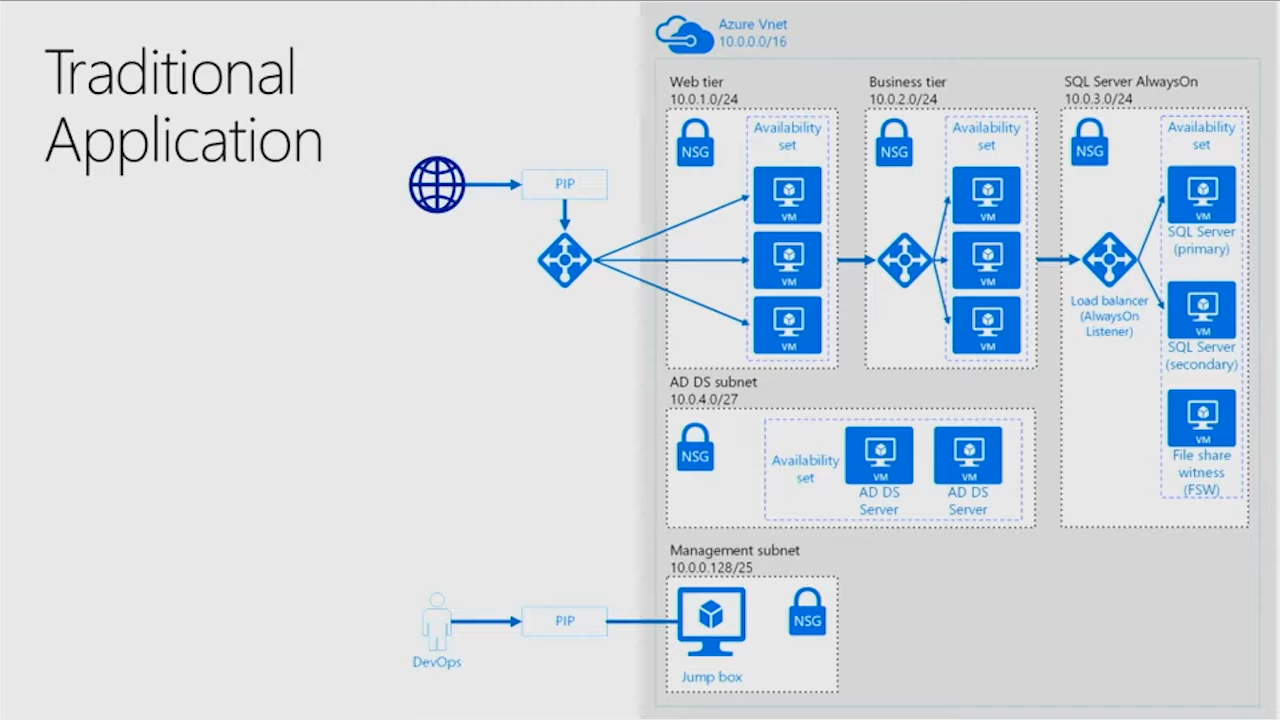 Traditional
Application
Azure Vnet
10.0.0.0/16
Web tier
10.0.1.0/24
Business tier
10.0.2.0/24
SQL Server AlwaysOn
10.0.3.0/24
NSG
Availability
set
VM
VM
VM
NSG
Availability
set
VM
VM
VM
NSG
Availability
set
VM
SQL Server
(primary)
VM
SQL Server
(secondary)
VM
File share
witness
(FSW)
Load balancer
(AlwaysOn
Listener)
PIP
AD DS subnet
10.0.4.0/27
NSG
Availability
set
VM
AD DS
Server
VM
AD DS
Server
Management subnet
10.0.0.128/25
DevOps
PIP
Jump box
NSG